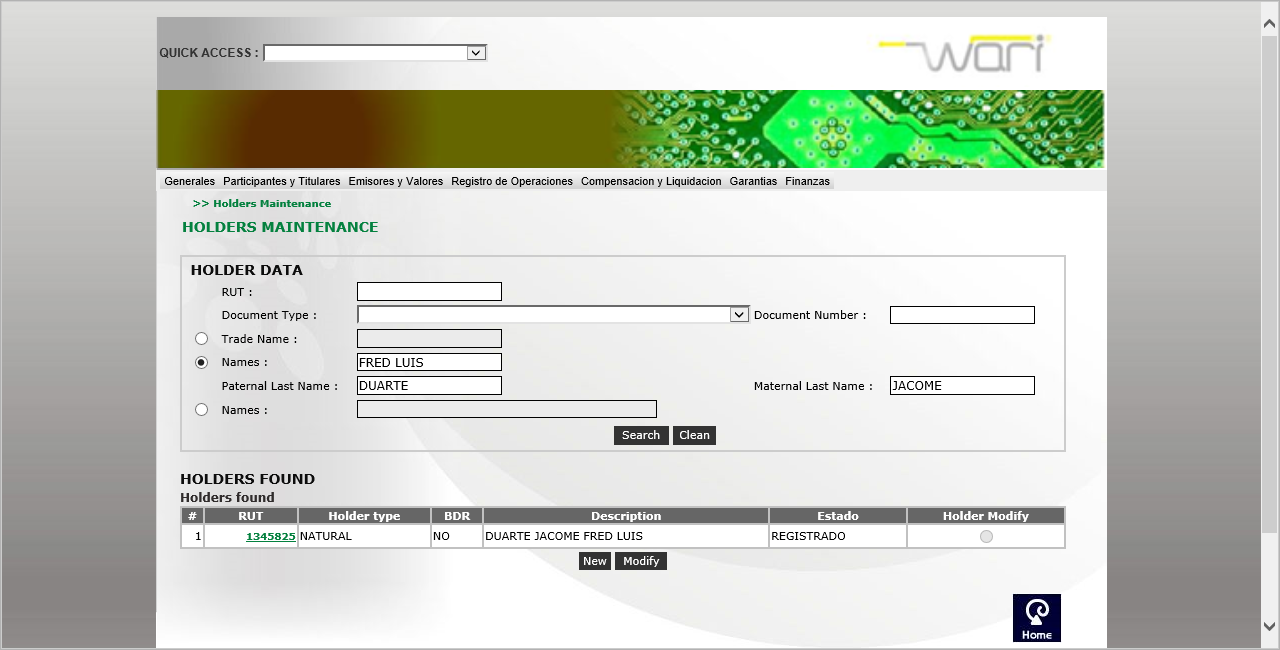 QUICK ACCESS :
wari
Generales Participantes y Titulares Emisores y Valores Registro de Operaciones Compensacion y Liquidacion Garantias Finanzas
>> Holders Maintenance
HOLDERS MAINTENANCE
HOLDER DATA
RUT :
Document Type : Document Number :
Trade Name :
Names : FRED LUIS
Paternal Last Name : DUARTE Maternal Last Name : JACOME
Names :
Search Clean
HOLDERS FOUND
Holders found
# RUT Holder type BDR Description Estado Holder Modify
1 1345825 NATURAL NO DUARTE JACOME FRED LUIS REGISTRADO
New Modify
Home